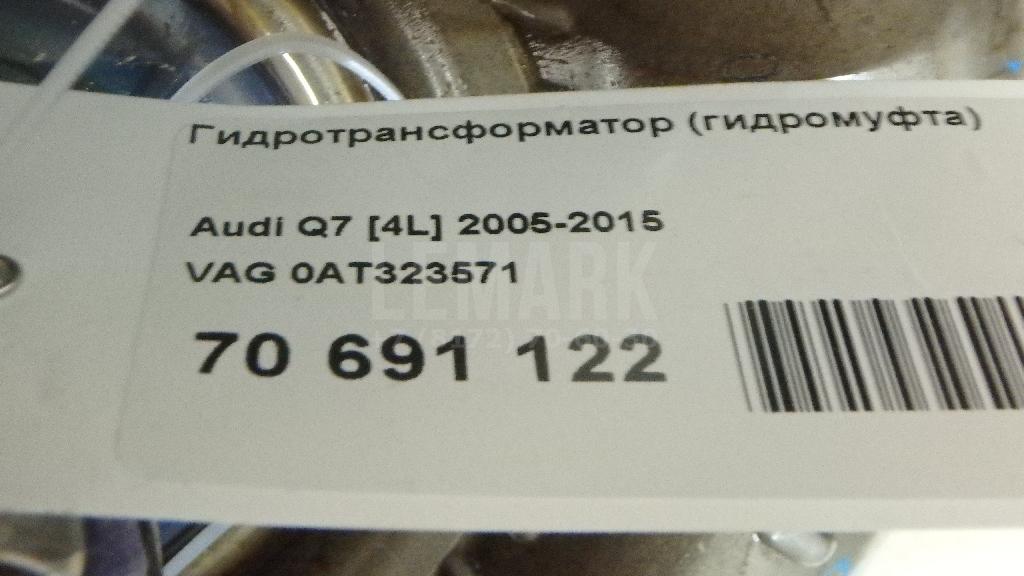 Гидротрансформатор (гидромуфта)
Audi Q7 [4L] 2005-2015
VAG 0AT323571
LEMARK
70 691 122